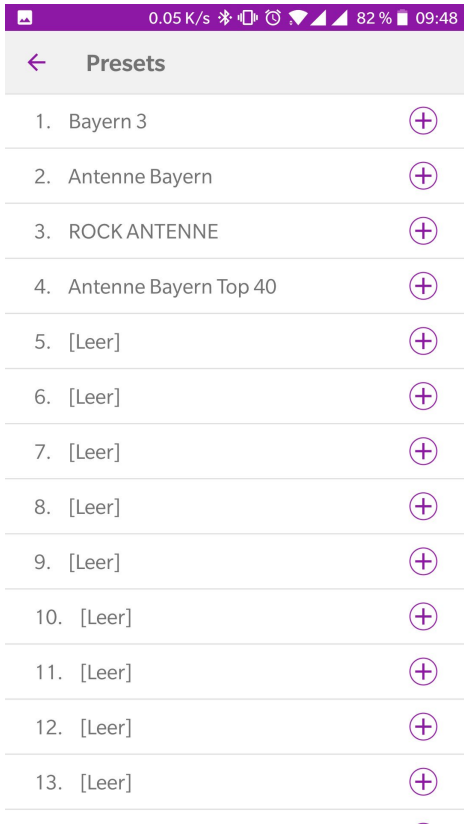 0.05 K/s 82 % 09:48
Presets
1. Bayern 3
2. Antenne Bayern
3. ROCK ANTENNE
4. Antenne Bayern Top 40
5. [Leer]
6. [Leer]
7. [Leer]
8. [Leer]
9. [Leer]
10. [Leer]
11. [Leer]
12. [Leer]
13. [Leer]